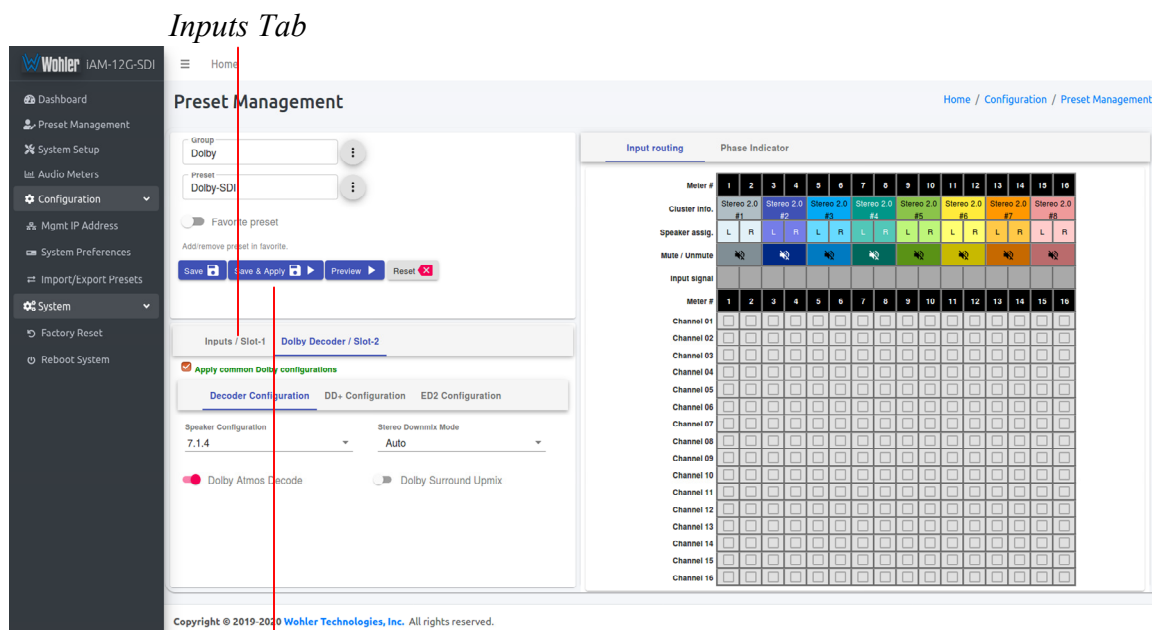 Inputs Tab
Wohler iAM-12G-SDI
Home
Dashboard
Preset Management
System Setup
Audio Meters
Configuration
Mgmt IP Address
System Preferences
Import/Export Presets
System
Factory Reset
Reboot System
Preset Management
Home / Configuration / Preset Management
Group
Dolby
Preset
Dolby-SDI
Favorite preset
Add/remove preset in favorite.
Save Save & Apply Preview Reset
Inputs / Slot-1 Dolby Decoder / Slot-2
Apply common Dolby configurations
Decoder Configuration DD+ Configuration ED2 Configuration
Speaker Configuration Stereo Downmix Mode
7.1.4 Auto
Dolby Atmos Decode Dolby Surround Upmix
Input routing Phase Indicator
Meter # 1 2 3 4 5 6 7 8 9 10 11 12 13 14 15 16
Cluster Info. Stereo 2.0 #1 Stereo 2.0 #2 Stereo 2.0 #3 Stereo 2.0 #4 Stereo 2.0 #5 Stereo 2.0 #6 Stereo 2.0 #7 Stereo 2.0 #8
Speaker assig. L R L R L R L R L R L R L R L R
Mute / Unmute
Input signal
Meter # 1 2 3 4 5 6 7 8 9 10 11 12 13 14 15 16
Channel 01
Channel 02
Channel 03
Channel 04
Channel 05
Channel 06
Channel 07
Channel 08
Channel 09
Channel 10
Channel 11
Channel 12
Channel 13
Channel 14
Channel 15
Channel 16
Copyright © 2019-2020 Wohler Technologies, Inc. All rights reserved.